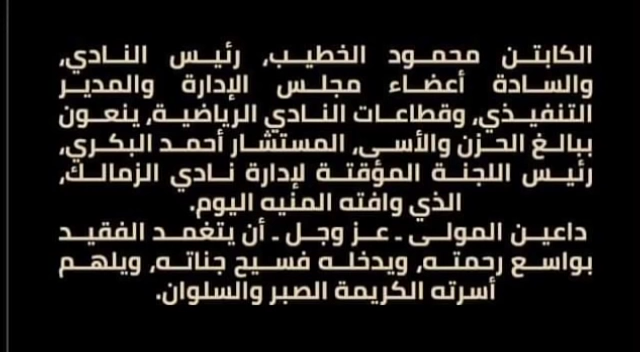 الكابتن محمود الخطيب، رئيس النادي،
والسادة أعضاء مجلس الإدارة والمدير
التنفيذي، وقطاعات النادي الرياضية، ينعون
ببالغ الحزن والأسى، المستشار أحمد البكري،
رئيس اللجنة المؤقتة لإدارة نادي الزمالك،
الذي وافته المنيه اليوم.
داعين المولى - عز وجل - أن يتغمد الفقيد
بواسع رحمته، ويدخله فسيح جناته، ويلهم
أسرته الكريمة الصبر والسلوان.